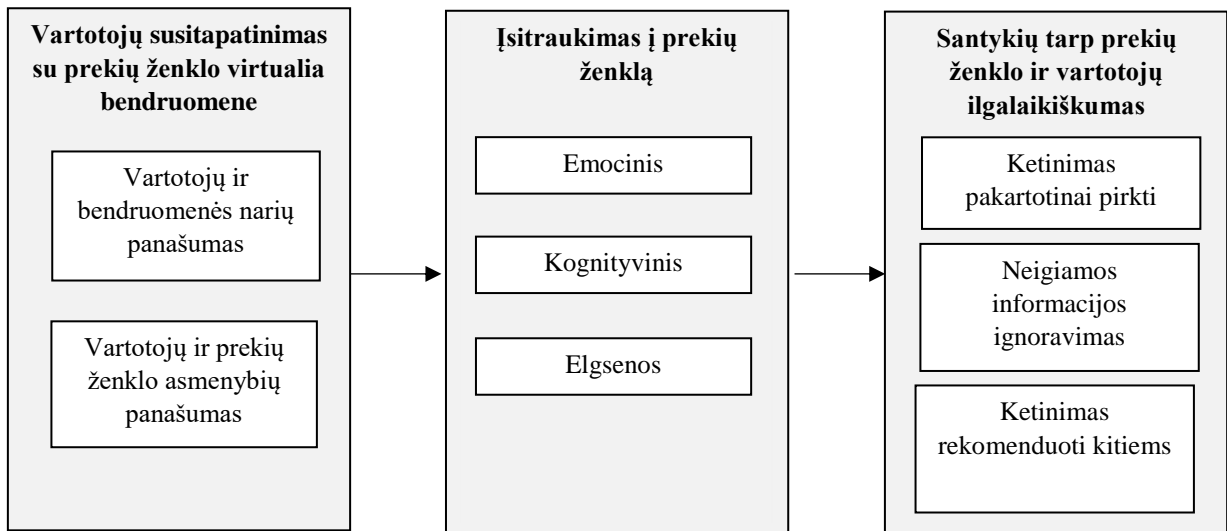 Vartotojų susitapatinimas
su prekių ženklo virtualia
bendruomene
Vartotojų ir
bendruomenės narių
panašumas
Vartotojų ir prekių
ženklo asmenybių
panašumas
Įsitraukimas į prekių
ženklą
Emocinis
Kognityvinis
Elgsenos
Santykių tarp prekių
ženklo ir vartotojų
ilgalaikiškumas
Ketinimas
pakartotinai pirkti
Neigiamos
informacijos
ignoravimas
Ketinimas
rekomenduoti kitiems